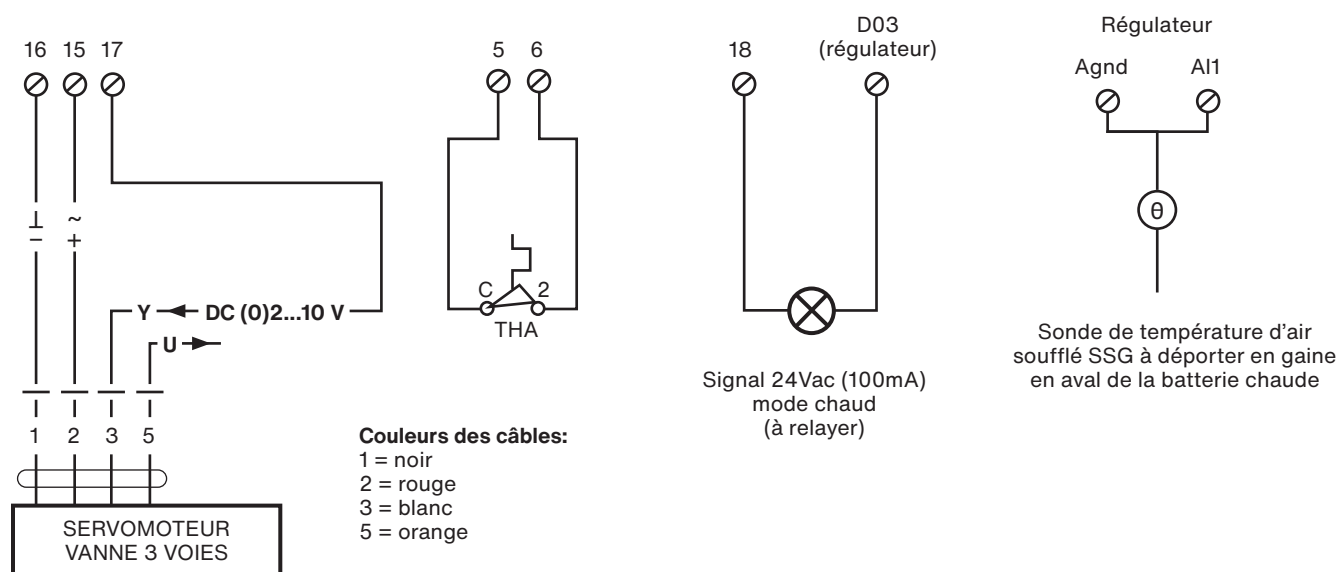 16 15 17
⊥
–
~
+
Y DC (0)2...10 V
U
1 2 3 5
SERVOMOTEUR
VANNE 3 VOIES
Couleurs des câbles:
1 = noir
2 = rouge
3 = blanc
5 = orange
5 6
C 2
THA
18
D03
(régulateur)
Signal 24Vac (100mA)
mode chaud
(à relayer)
Régulateur
Agnd AI1
θ
Sonde de température d'air
soufflé SSG à déporter en gaine
en aval de la batterie chaude